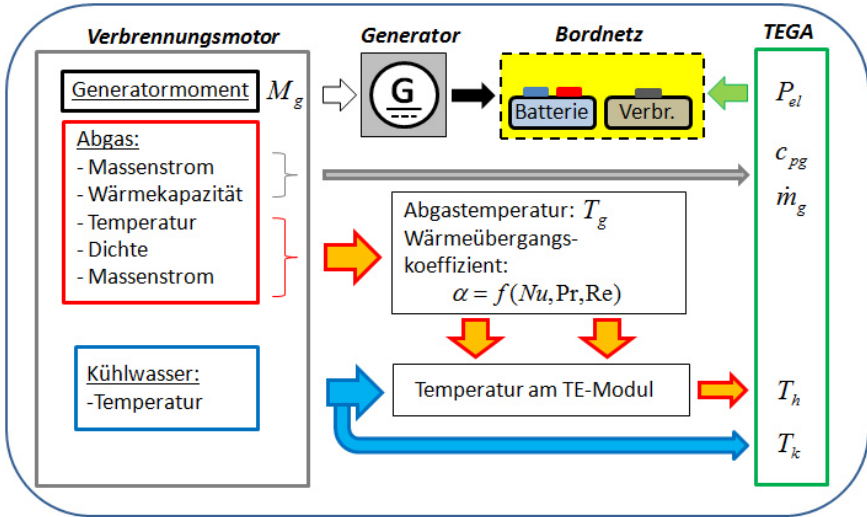 Verbrennungsmotor
Generator
Bordnetz
TEGA
Generatormoment M_g
G
Batterie
Verbr.
P_el
Abgas:
- Massenstrom
- Wärmekapazität
- Temperatur
- Dichte
- Massenstrom
c_pg
ṁ_g
Abgastemperatur: T_g
Wärmeübergangs-
koeffizient:
α = f(Nu,Pr,Re)
Kühlwasser:
-Temperatur
Temperatur am TE-Modul
T_h
T_k